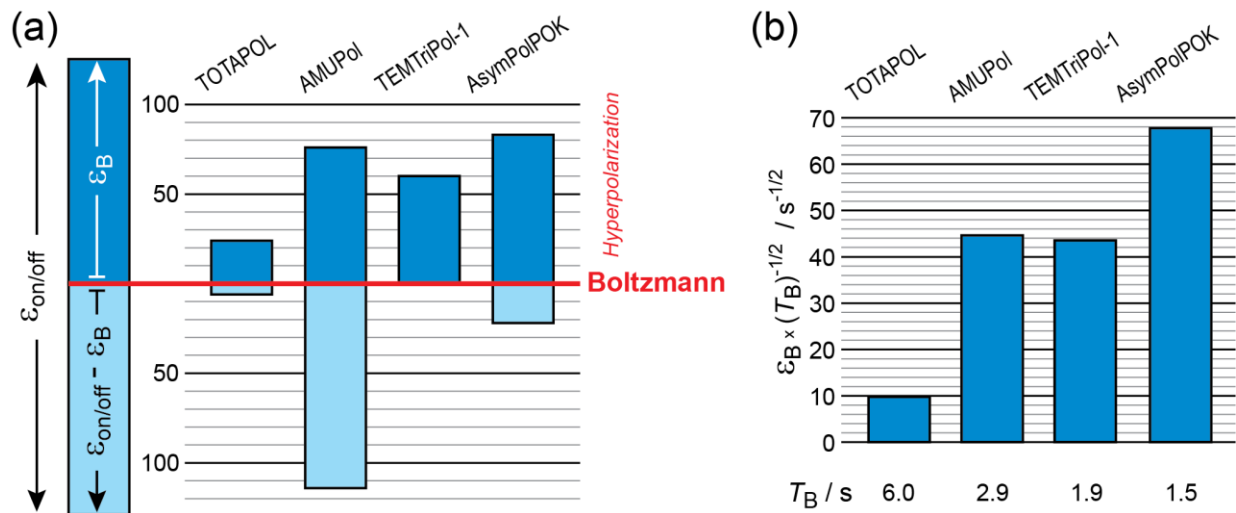 (a)
TOTAPOL
AMUPol
TEMTriPol-1
AsymPolPOK
εon/off
εB
εon/off - εB
100
50
50
100
Hyperpolarization
Boltzmann
(b)
TOTAPOL
AMUPol
TEMTriPol-1
AsymPolPOK
εB × (TB)-1/2 / s-1/2
70
60
50
40
30
20
10
0
TB / s 6.0 2.9 1.9 1.5